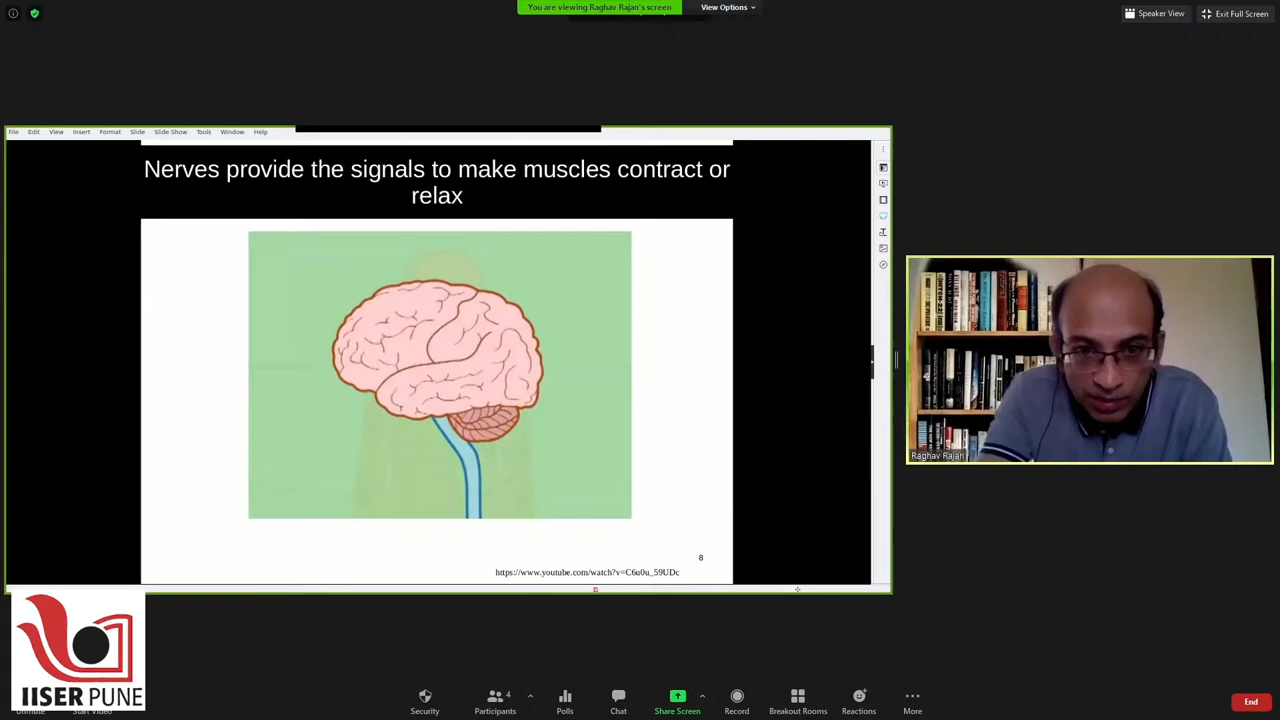 You are viewing Raghav Rajan's screen
View Options
Speaker View
Exit Full Screen
File Edit View Insert Format Slide Slide Show Tools Window Help
Nerves provide the signals to make muscles contract or
relax
8
https://www.youtube.com/watch?v=C6u0u_59UDc
Raghav Rajan
IISER PUNE
Unmute
Start Video
Security
Participants
4
Polls
Chat
Share Screen
Record
Breakout Rooms
Reactions
More
End